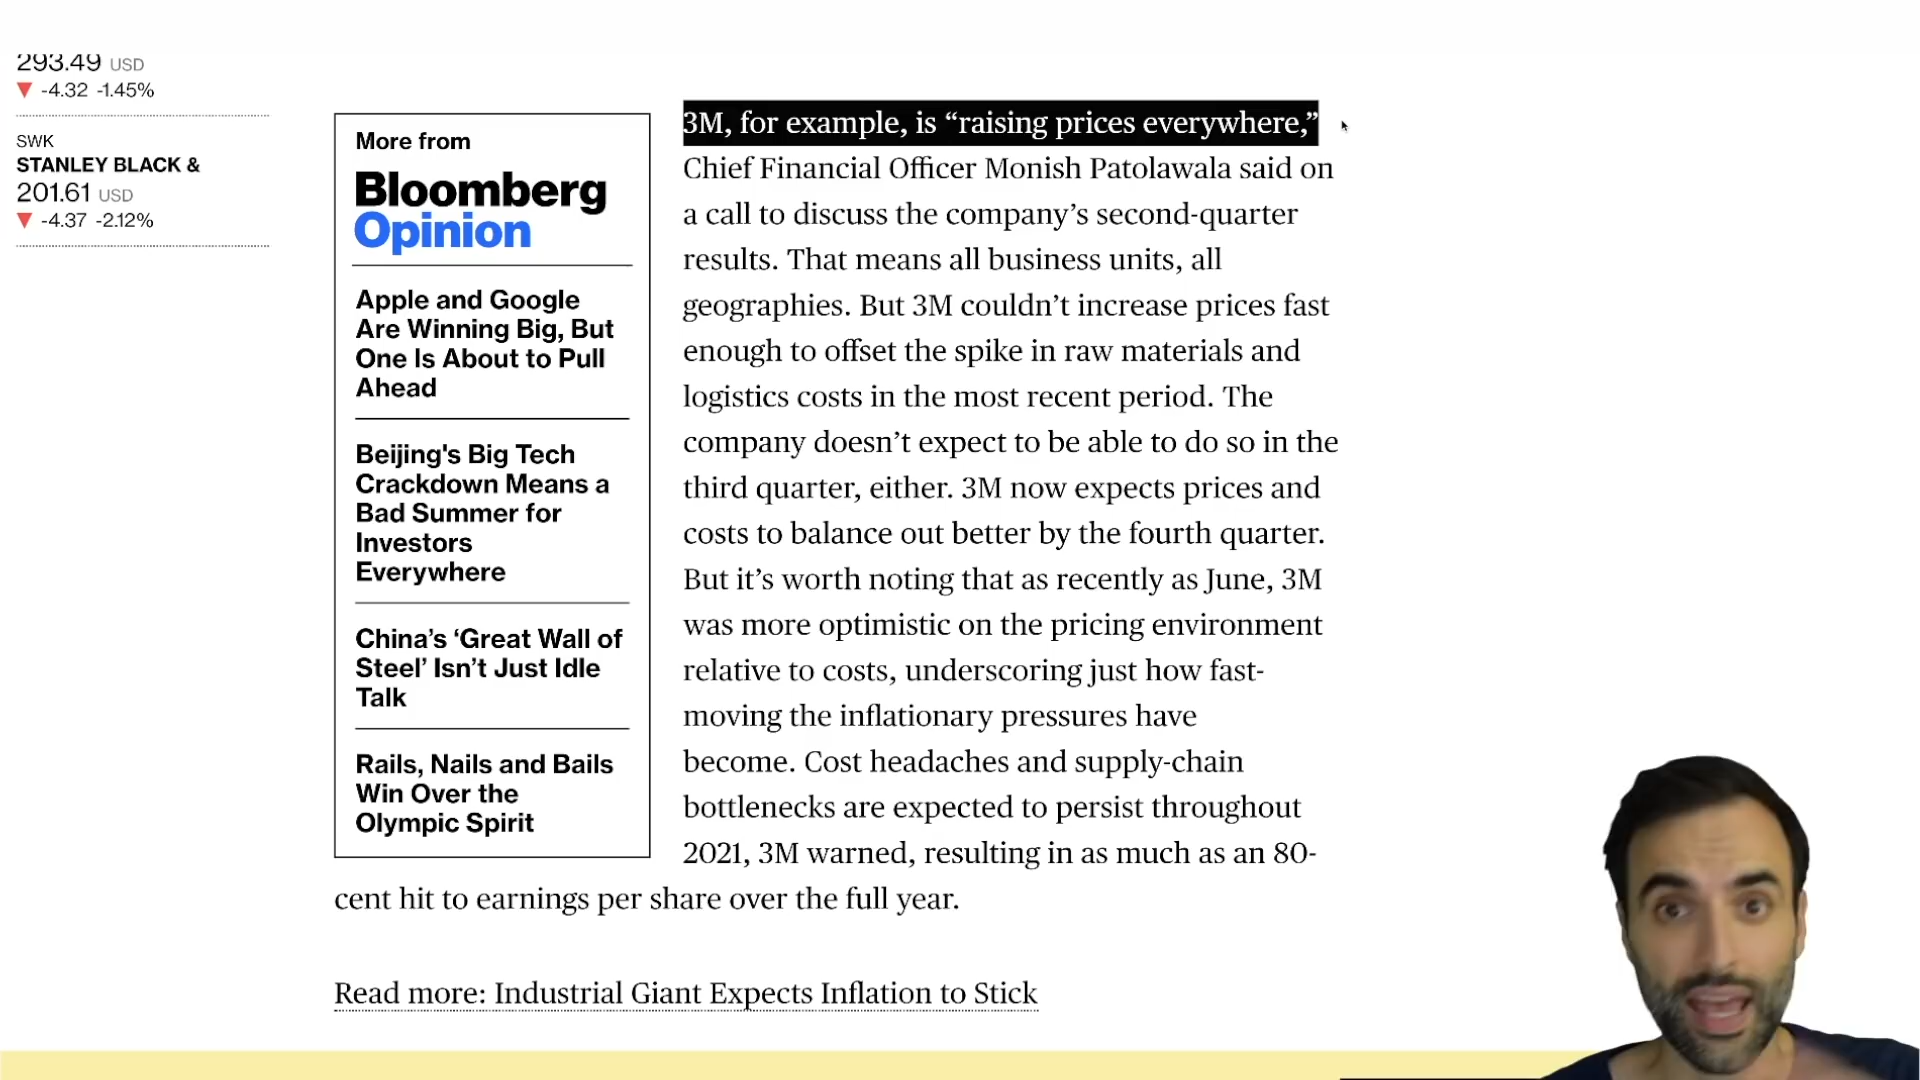 293.49 USD
▼ -4.32 -1.45%
SWK
STANLEY BLACK &
201.61 USD
▼ -4.37 -2.12%
More from
Bloomberg
Opinion
Apple and Google
Are Winning Big, But
One Is About to Pull
Ahead
Beijing's Big Tech
Crackdown Means a
Bad Summer for
Investors
Everywhere
China’s ‘Great Wall of
Steel’ Isn’t Just Idle
Talk
Rails, Nails and Bails
Win Over the
Olympic Spirit
3M, for example, is “raising prices everywhere,”
Chief Financial Officer Monish Patolawala said on
a call to discuss the company’s second-quarter
results. That means all business units, all
geographies. But 3M couldn’t increase prices fast
enough to offset the spike in raw materials and
logistics costs in the most recent period. The
company doesn’t expect to be able to do so in the
third quarter, either. 3M now expects prices and
costs to balance out better by the fourth quarter.
But it’s worth noting that as recently as June, 3M
was more optimistic on the pricing environment
relative to costs, underscoring just how fast-
moving the inflationary pressures have
become. Cost headaches and supply-chain
bottlenecks are expected to persist throughout
2021, 3M warned, resulting in as much as an 80-
cent hit to earnings per share over the full year.
Read more: Industrial Giant Expects Inflation to Stick